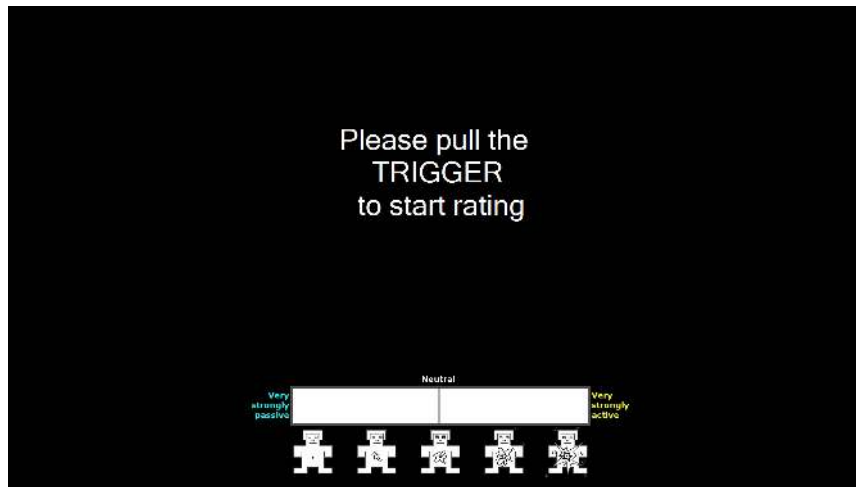 Please pull the
TRIGGER
to start rating
Neutral
Very
strongly
passive
Very
strongly
active